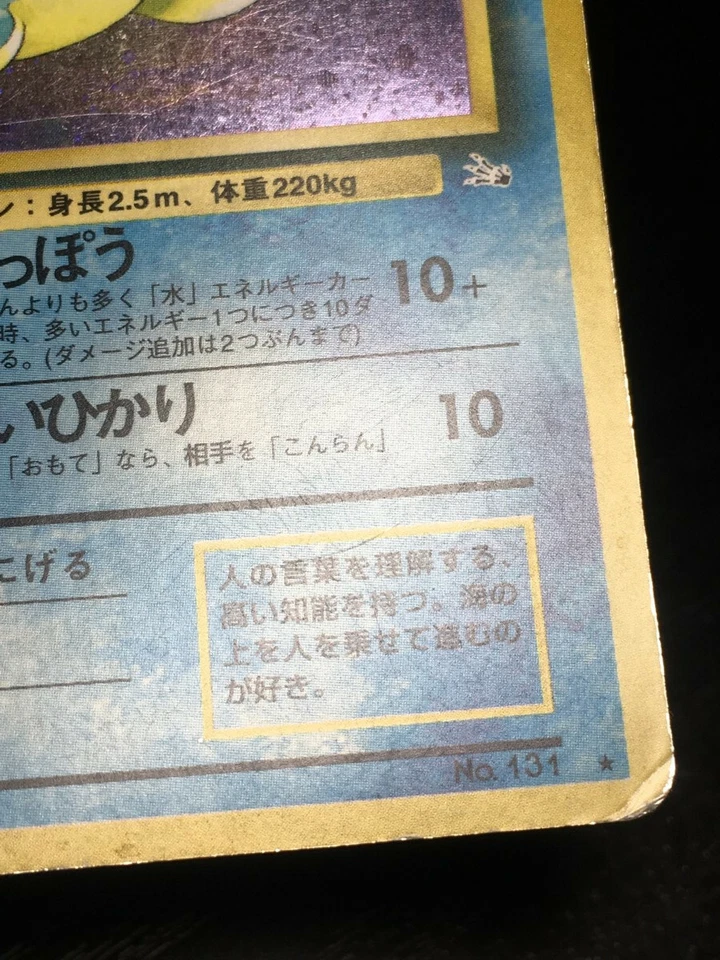 ン：身長2.5m、体重220kg
っぽう 10+
んよりも多く「水」エネルギーカー
時、多いエネルギー1つにつき10ダ
る。(ダメージ追加は2つぶんまで)
いひかり 10
「おもて」なら、相手を「こんらん」
にげる
人の言葉を理解する、
高い知能を持つ。海の
上を人を乗せて進むの
が好き。
No. 131 ★